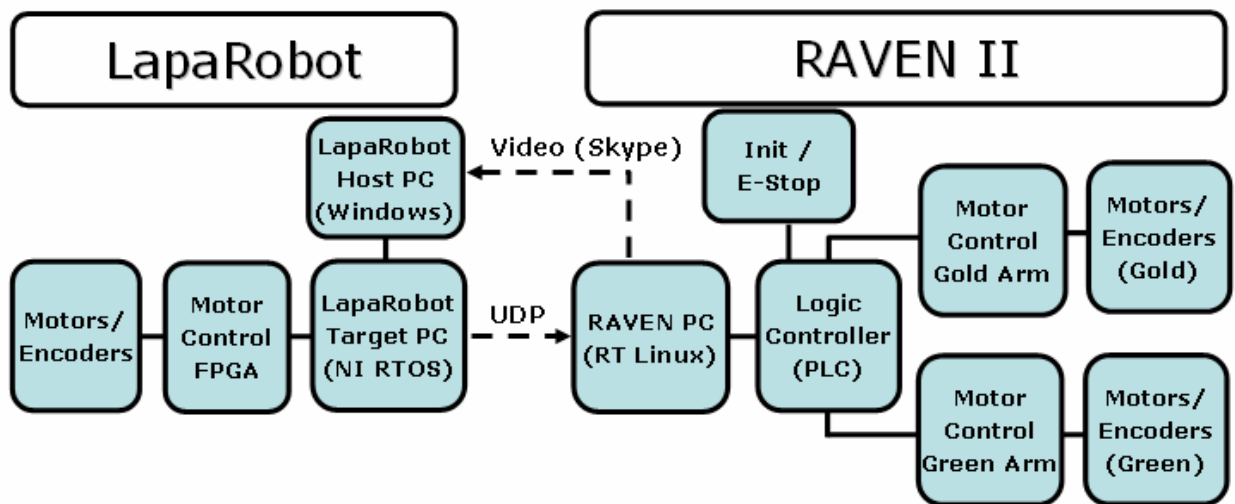 LapaRobot
RAVEN II
LapaRobot
Host PC
(Windows)
Video (Skype)
Init /
E-Stop
Motor
Control
Gold Arm
Motors/
Encoders
(Gold)
Motors/
Encoders
Motor
Control
FPGA
LapaRobot
Target PC
(NI RTOS)
UDP
RAVEN PC
(RT Linux)
Logic
Controller
(PLC)
Motor
Control
Green Arm
Motors/
Encoders
(Green)